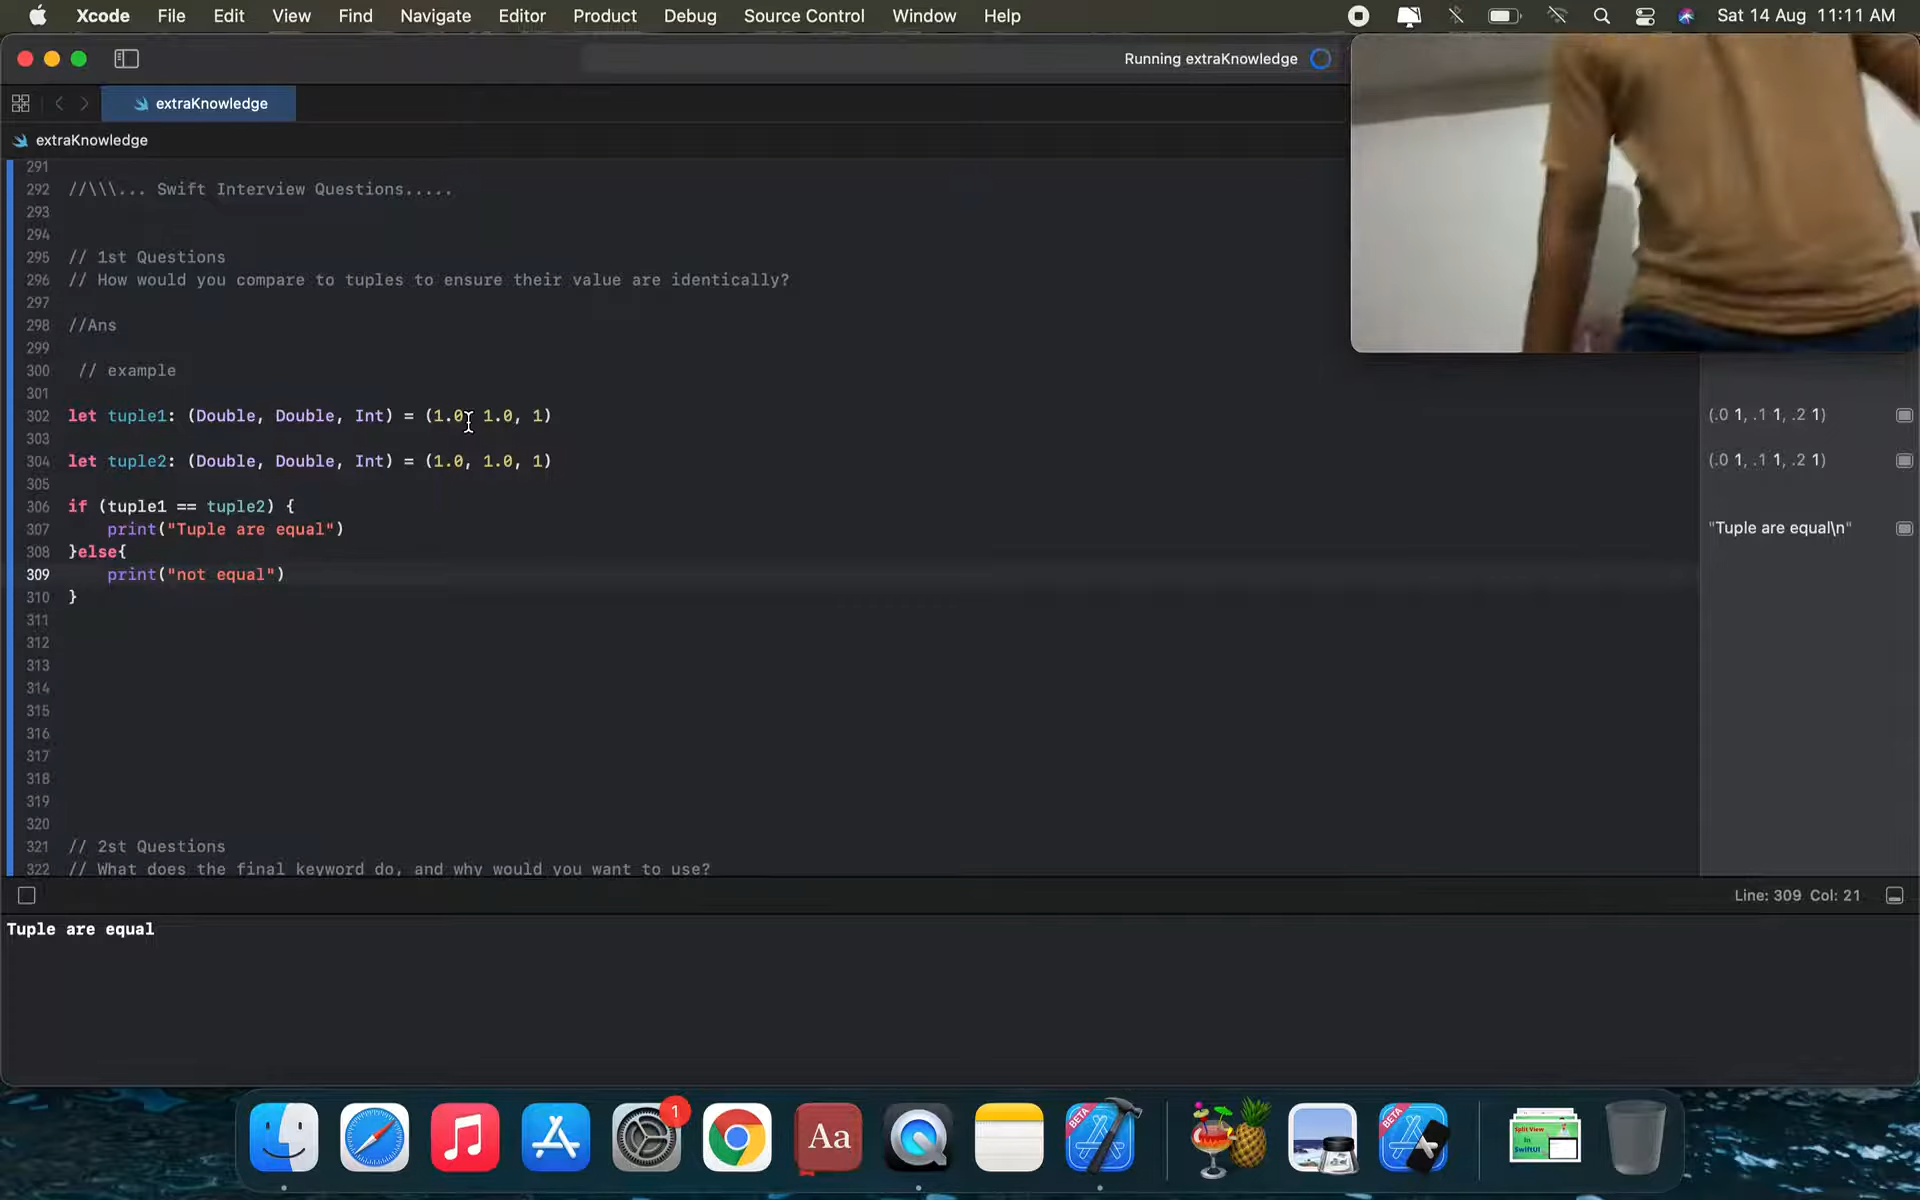 Xcode File Edit View Find Navigate Editor Product Debug Source Control Window Help Sat 14 Aug 11:11 AM
Running extraKnowledge
extraKnowledge
extraKnowledge
291
292 //\\\... Swift Interview Questions.....
293
294
295 // 1st Questions
296 // How would you compare to tuples to ensure their value are identically?
297
298 //Ans
299
300 // example
301
302 let tuple1: (Double, Double, Int) = (1.0, 1.0, 1) (.0 1, .1 1, .2 1)
303
304 let tuple2: (Double, Double, Int) = (1.0, 1.0, 1) (.0 1, .1 1, .2 1)
305
306 if (tuple1 == tuple2) {
307 print("Tuple are equal") "Tuple are equal\n"
308 }else{
309 print("not equal")
310 }
311
312
313
314
315
316
317
318
319
320
321 // 2st Questions
322 // What does the final keyword do, and why would you want to use?
Line: 309 Col: 21
Tuple are equal
1
BETA
BETA
Aa
Split View
In
SwiftUI